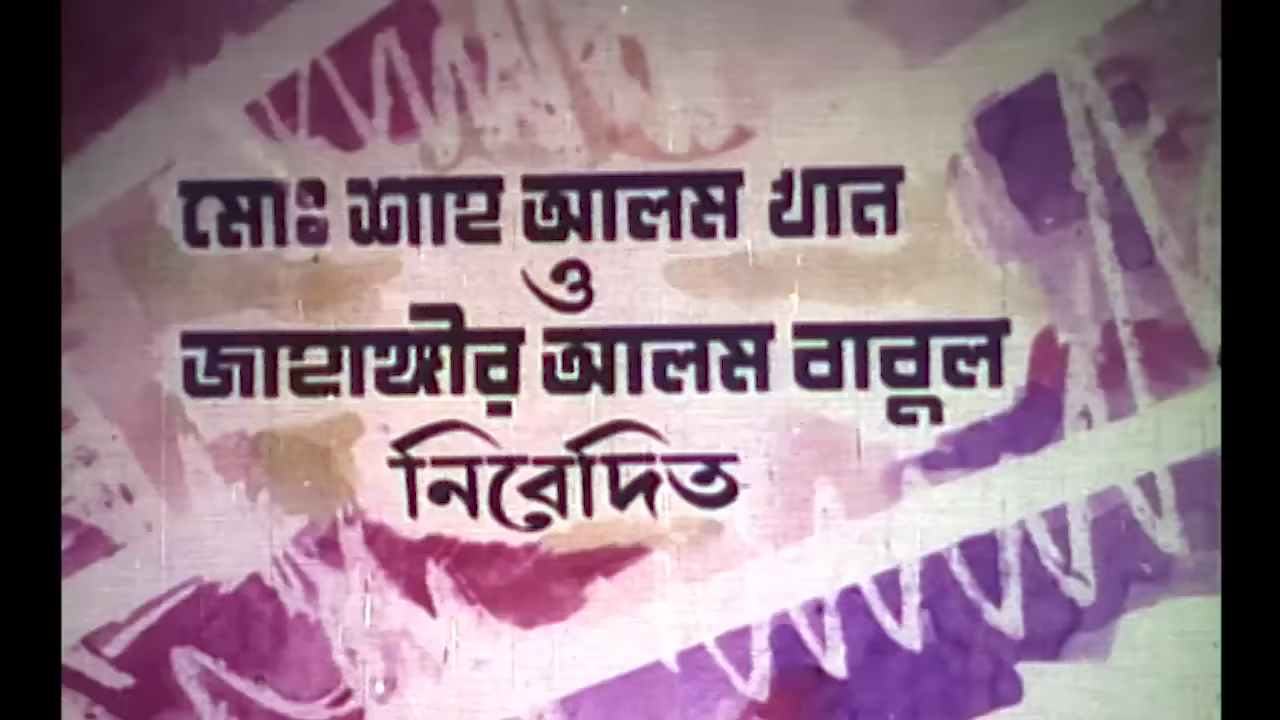 মোঃ শাহ আলম খান
ও
জাহাঙ্গীর আলম বাবুল
নিবেদিত